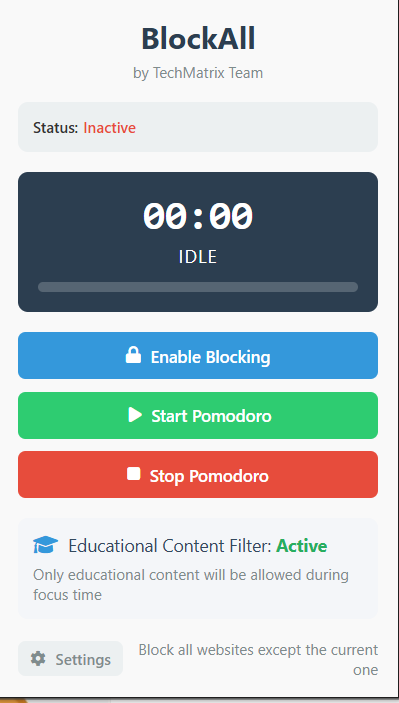 BlockAll
by TechMatrix Team
Status: Inactive
00:00
IDLE
Enable Blocking
Start Pomodoro
Stop Pomodoro
Educational Content Filter: Active
Only educational content will be allowed during
focus time
Settings
Block all websites except the current
one